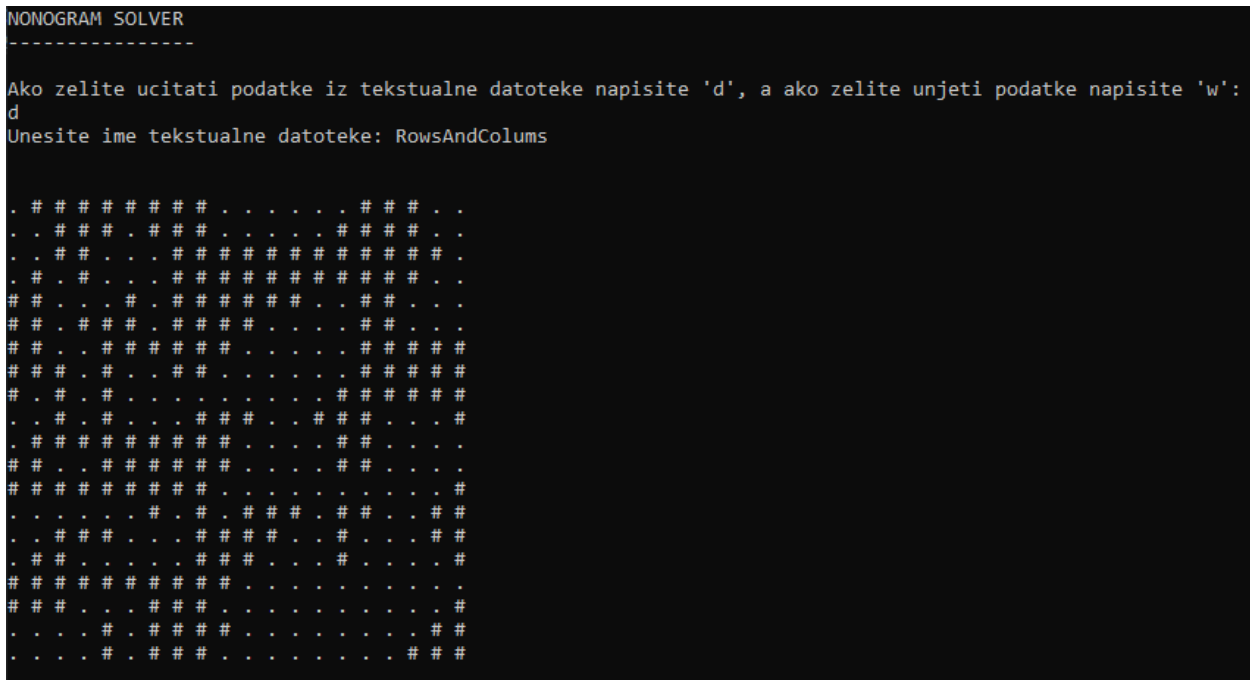 NONOGRAM SOLVER
----------------
Ako zelite ucitati podatke iz tekstualne datoteke napisite 'd', a ako zelite unjeti podatke napisite 'w':
d
Unesite ime tekstualne datoteke: RowsAndColums
. # # # # # # # # . . . . . . # # # . .
. . # # # . # # # . . . . . # # # # . .
. . # # . . . # # # # # # # # # # # # .
. # . # . . . # # # # # # # # # # # . .
# # . . . # . # # # # # # . . # # . . .
# # . # # # . # # # # . . . . # # . . .
# # . . # # # # # # . . . . . # # # # #
# # # . # . . # # . . . . . . # # # # #
# . # . # . . . . . . . . . # # # # # #
. . # . # . . . # # # . . # # # . . . #
. # # # # # # # # # . . . . # # . . . .
# # . . # # # # # # . . . . # # . . . .
# # # # # # # # # . . . . . . . . . . #
. . . . . . # . # . # # # . # # . . # #
. . # # # . . . # # # # . . # . . . # #
. # # . . . . . # # # . . . # . . . . #
# # # # # # # # # # . . . . . . . . . .
# # # . . . # # # . . . . . . . . . . #
. . . . # . # # # # . . . . . . . . # #
. . . . # . # # # . . . . . . . . # # #